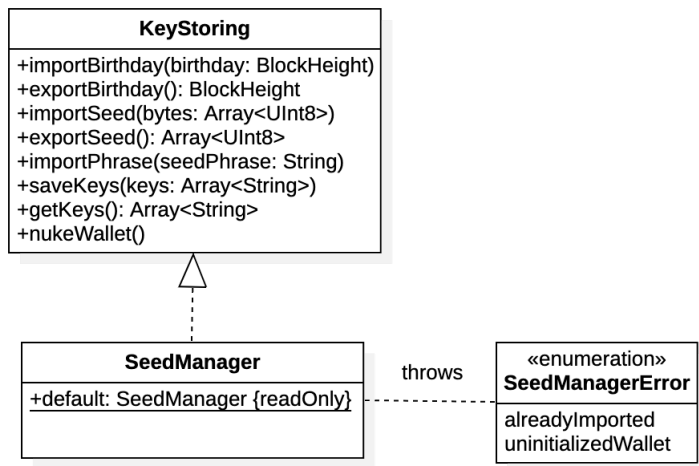 KeyStoring
+importBirthday(birthday: BlockHeight)
+exportBirthday(): BlockHeight
+importSeed(bytes: Array<UInt8>)
+exportSeed(): Array<UInt8>
+importPhrase(seedPhrase: String)
+saveKeys(keys: Array<String>)
+getKeys(): Array<String>
+nukeWallet()
SeedManager
+default: SeedManager {readOnly}
throws
«enumeration»
SeedManagerError
alreadyImported
uninitializedWallet